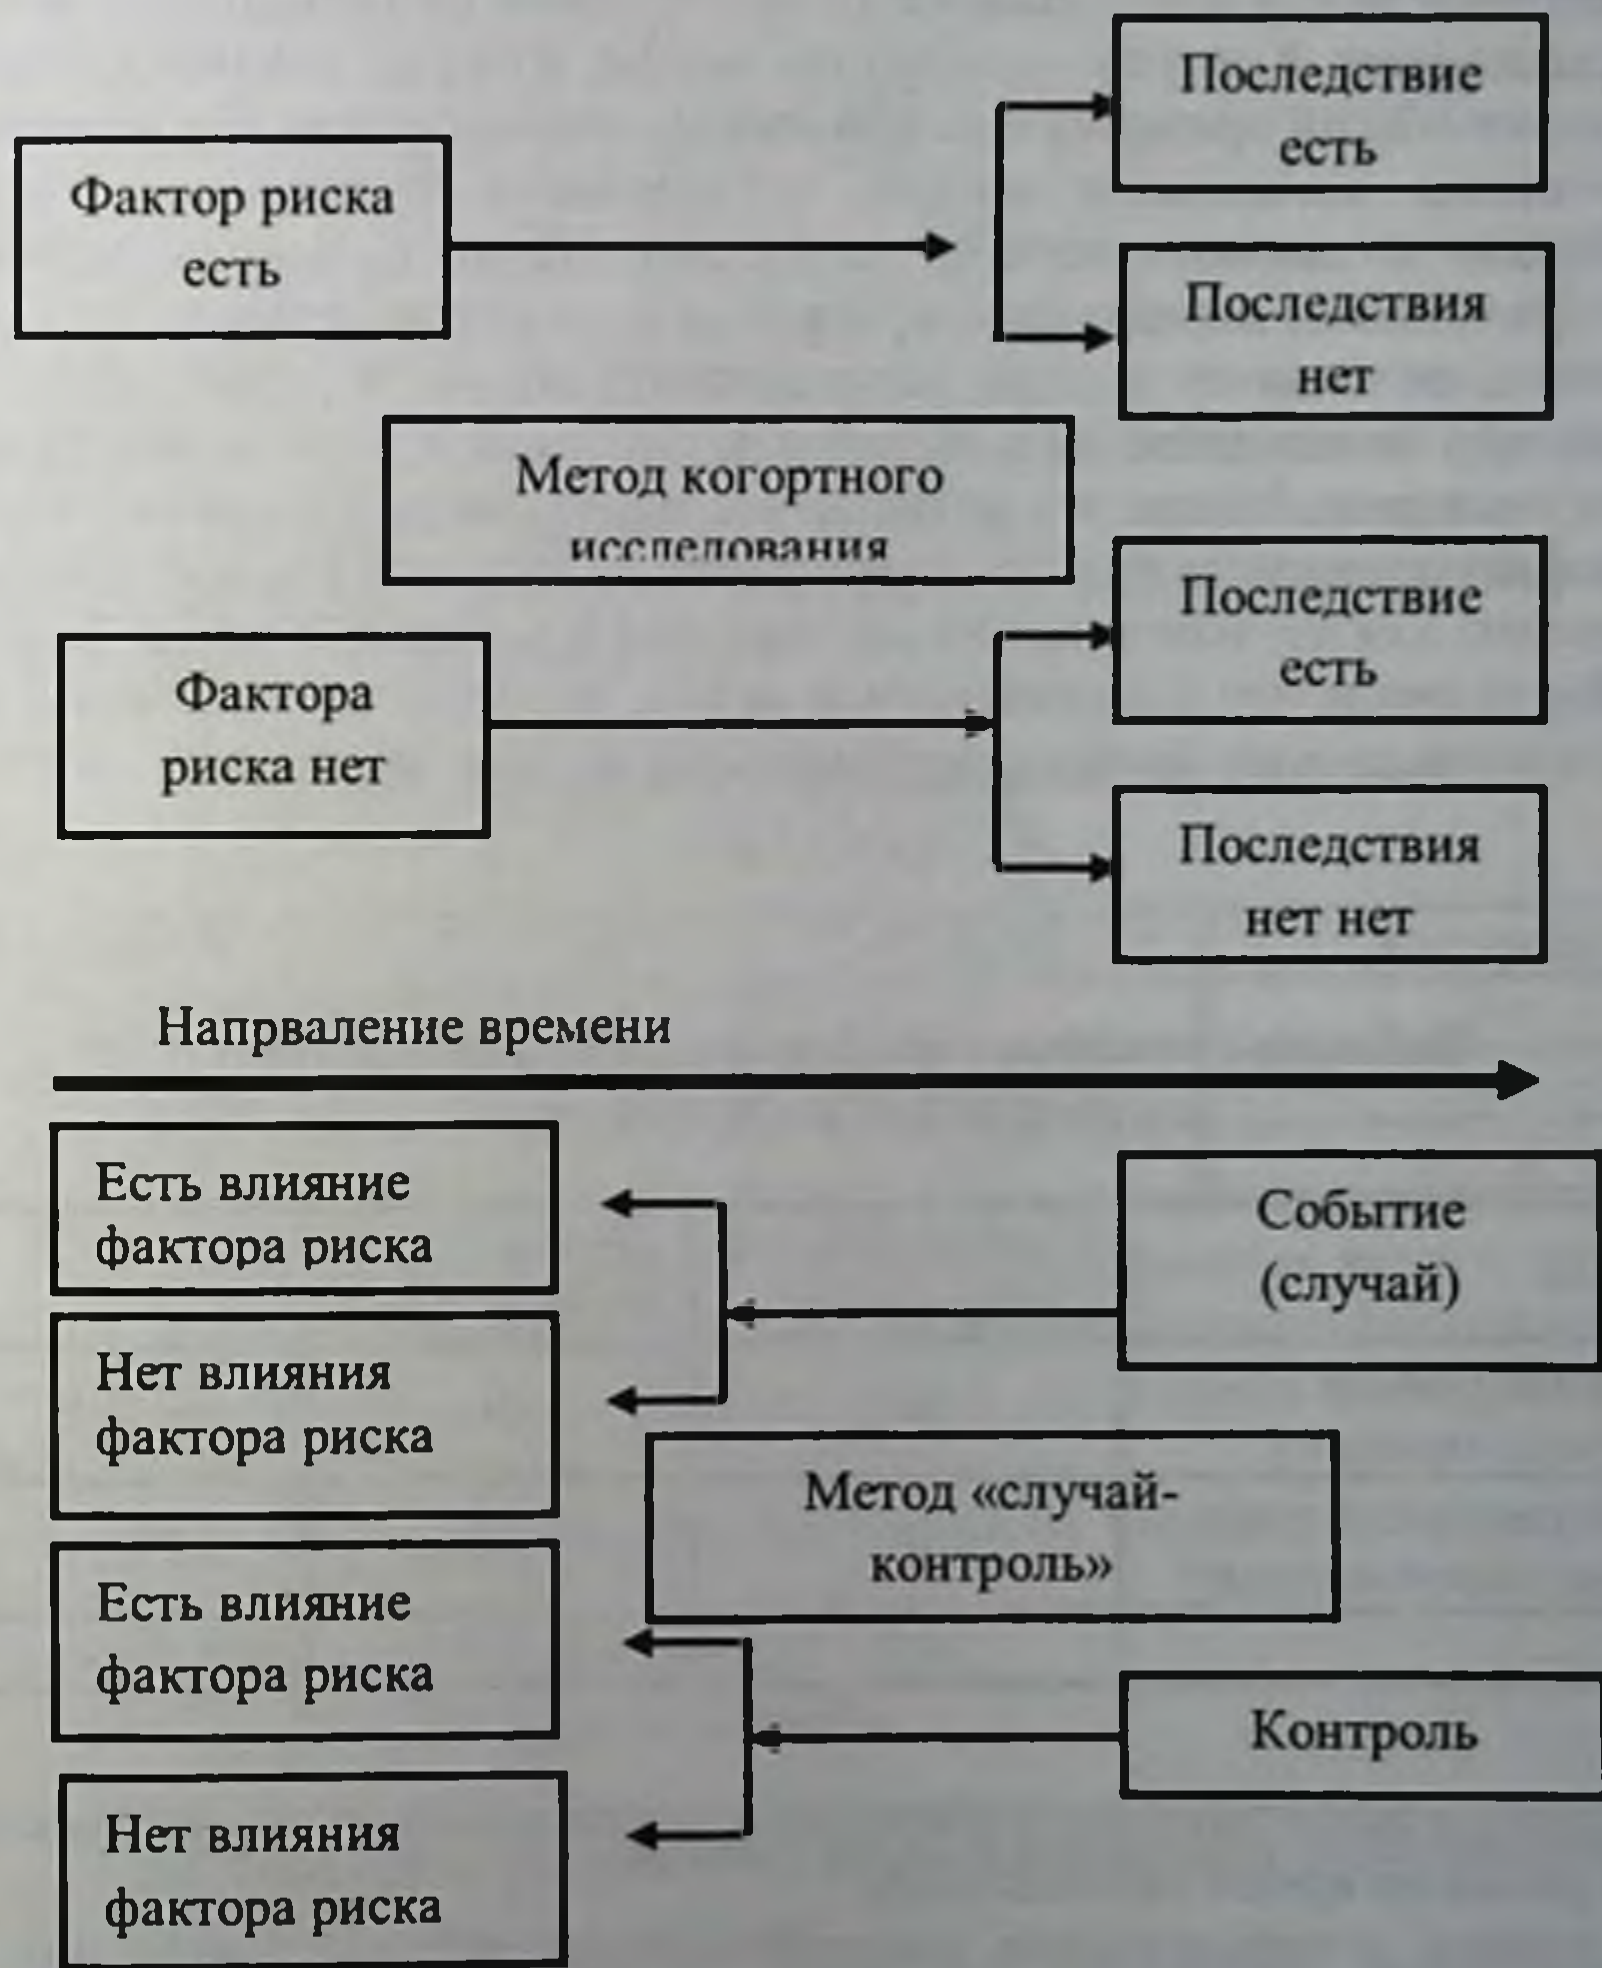 Последствие
есть
Фактор риска
есть
Последствия
нет
Метод когортного
исследования
Последствие
есть
Фактора
риска нет
Последствия
нет нет
Напрваление времени
Есть влияние
фактора риска
Событие
(случай)
Нет влияния
фактора риска
Метод «случай-
контроль»
Есть влияние
фактора риска
Контроль
Нет влияния
фактора риска